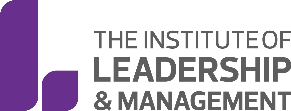 THE INSTITUTE OF
LEADERSHIP
& MANAGEMENT